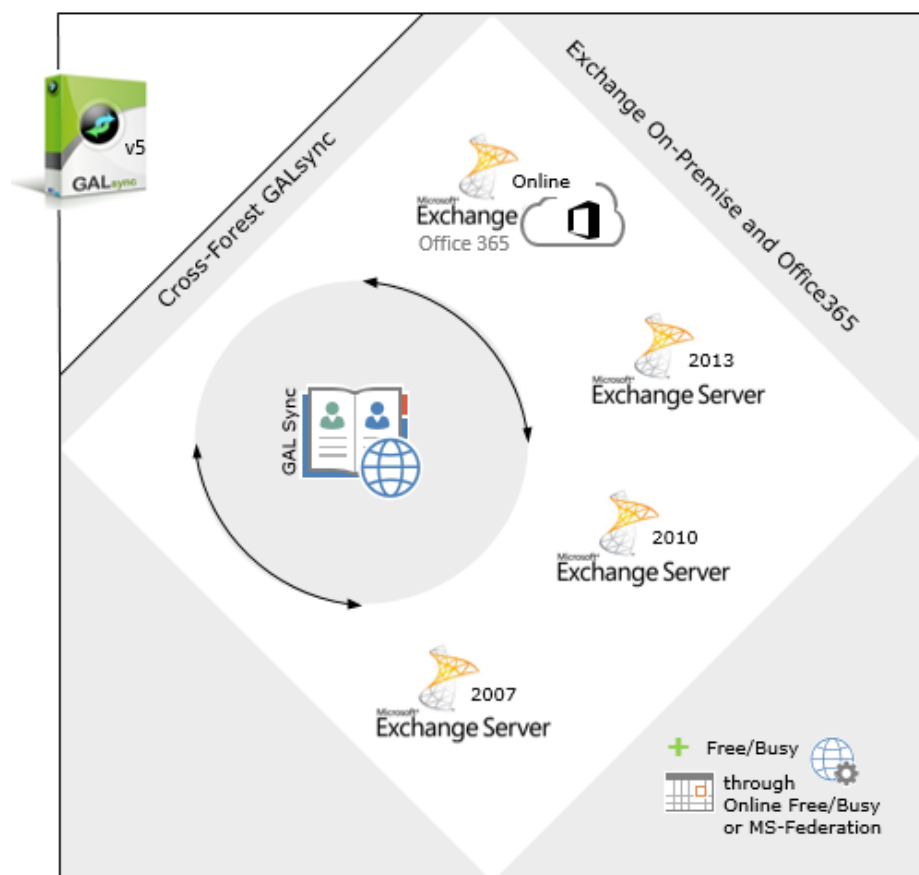 v5
GALsync
Cross-Forest GALsync
Exchange On-Premise and Office365
Online
Microsoft®
Exchange
Office 365
2013
Microsoft®
Exchange Server
GAL Sync
2010
Microsoft®
Exchange Server
2007
Microsoft®
Exchange Server
+ Free/Busy
through
Online Free/Busy
or MS-Federation